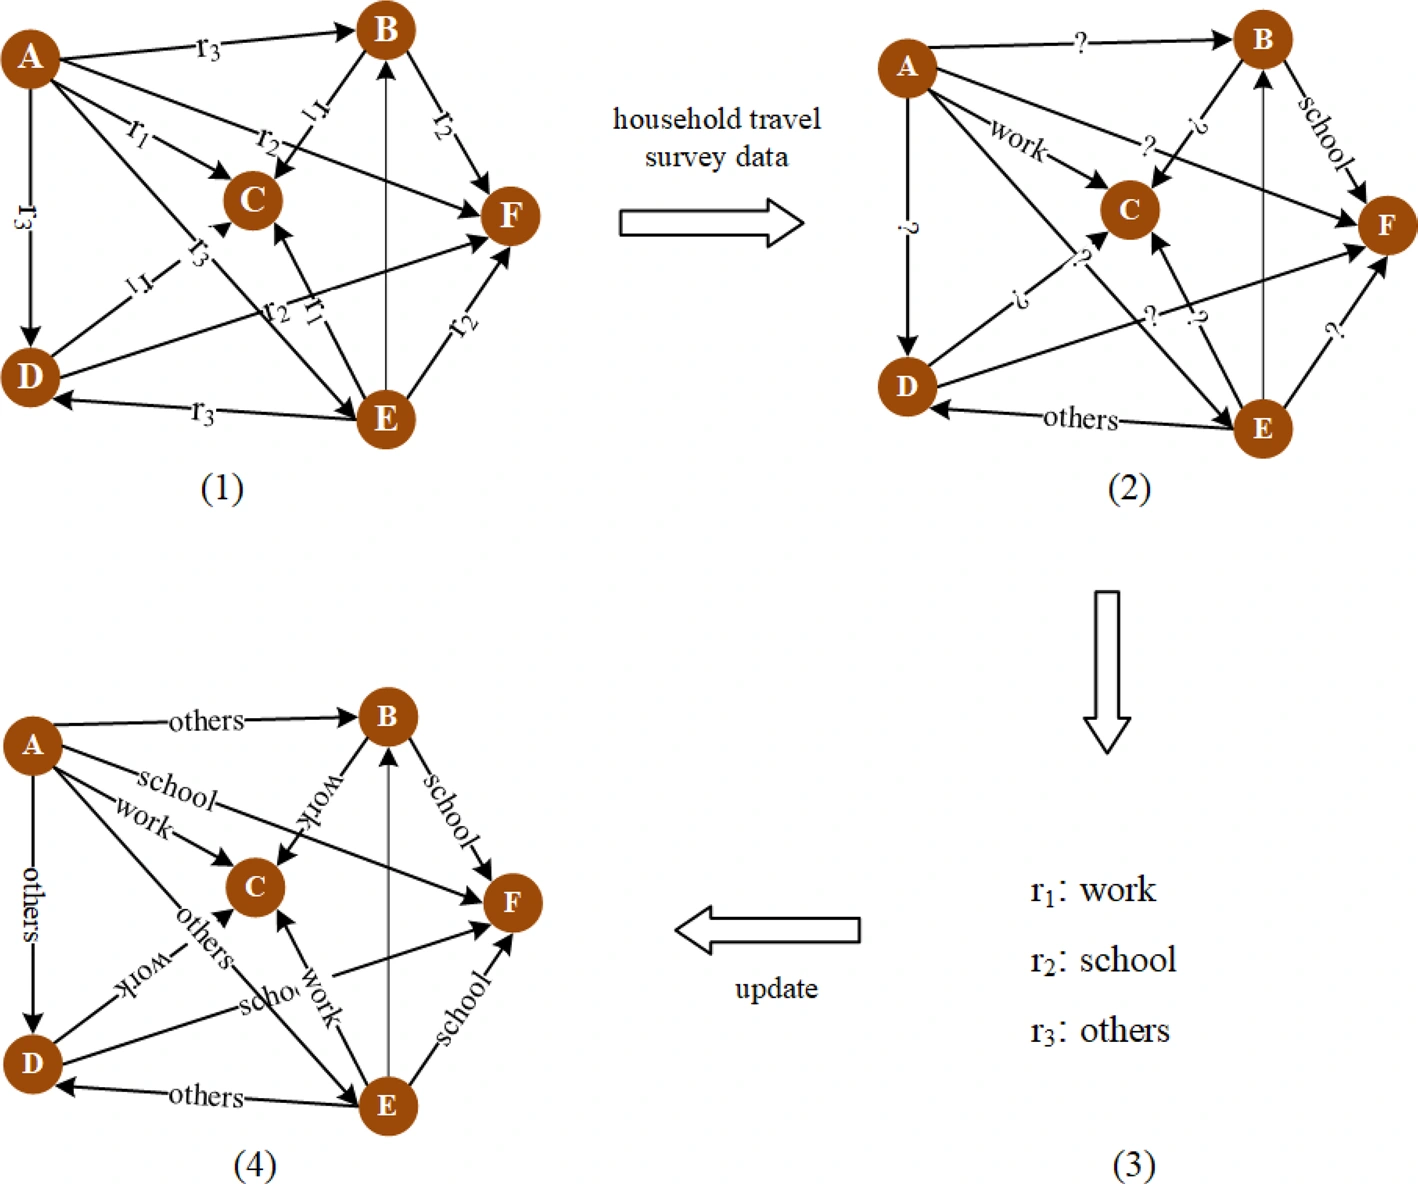 A
B
C
D
E
F
r3
r1
r2
r1
r2
r3
r3
r1
r2
r1
r2
r3
(1)
household travel
survey data
A
B
C
D
E
F
?
work
?
?
school
?
?
?
?
?
?
others
(2)
r1: work
r2: school
r3: others
(3)
update
A
B
C
D
E
F
others
school
work
work
school
others
others
work
school
work
school
others
(4)